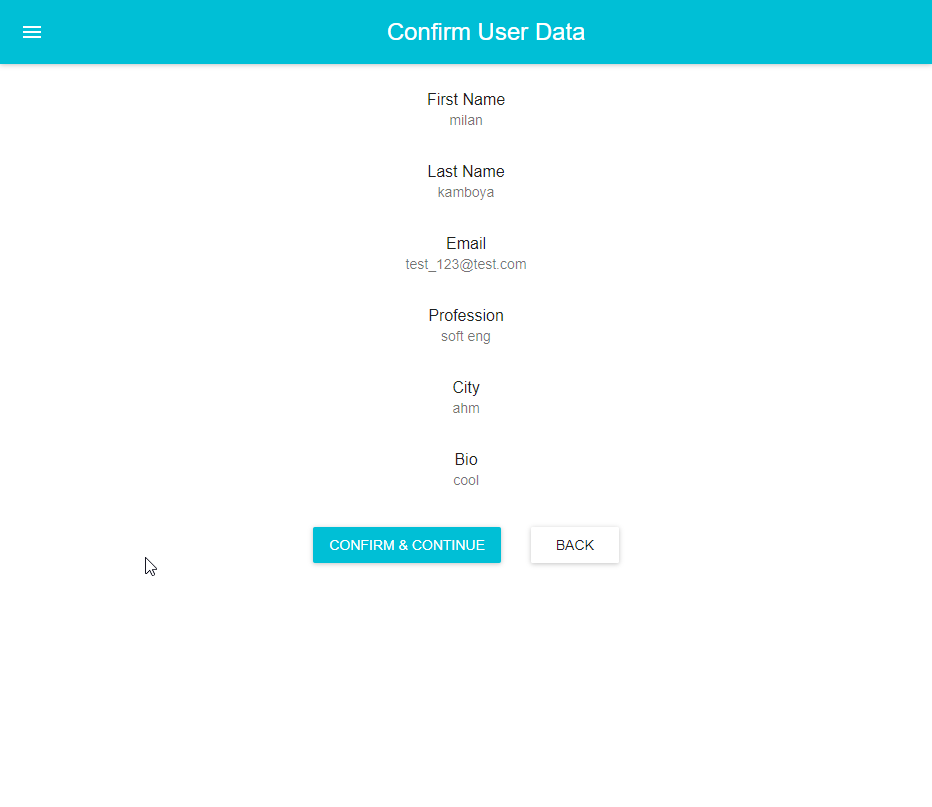 Confirm User Data
First Name
milan
Last Name
kamboya
Email
test_123@test.com
Profession
soft eng
City
ahm
Bio
cool
CONFIRM & CONTINUE
BACK